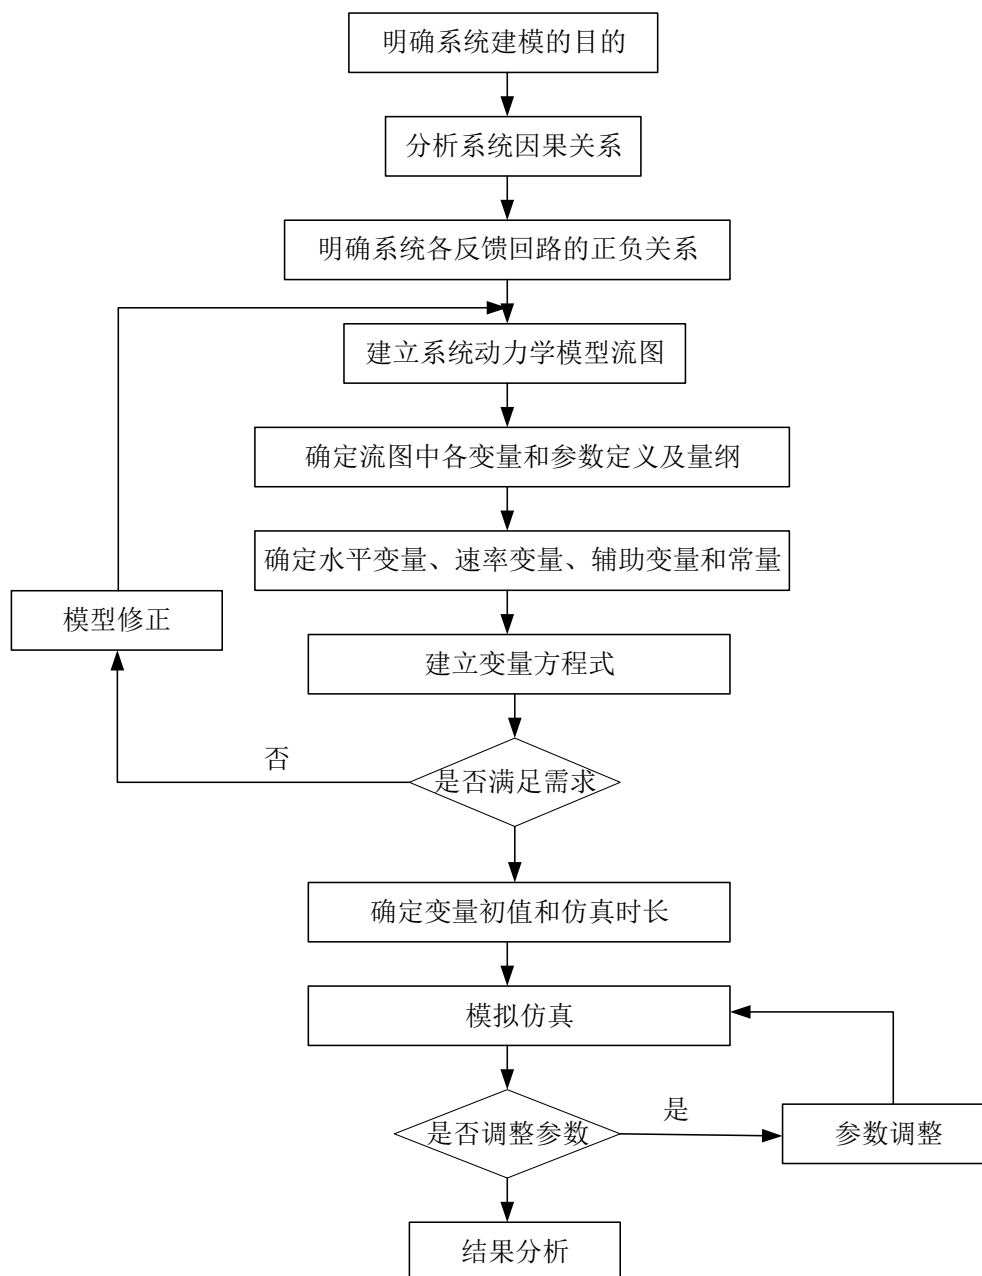 明确系统建模的目的
分析系统因果关系
明确系统各反馈回路的正负关系
建立系统动力学模型流图
确定流图中各变量和参数定义及量纲
确定水平变量、速率变量、辅助变量和常量
模型修正
建立变量方程式
否
是否满足需求
确定变量初值和仿真时长
模拟仿真
是否调整参数
是
参数调整
结果分析